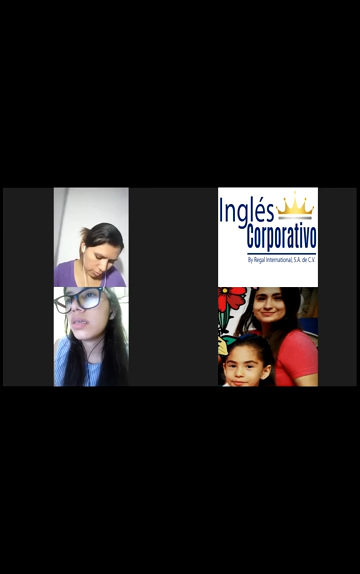 Inglés
Corporativo
By Regal International, S.A. de C.V.